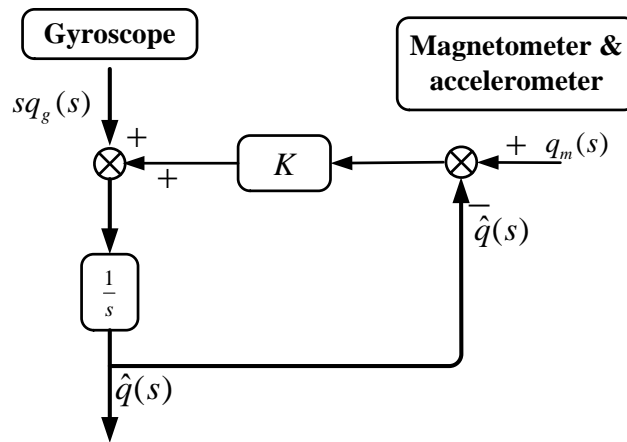 Gyroscope
Magnetometer &
accelerometer
sq_g(s)
+
+
K
+ q_m(s)
−
q̂(s)
1
s
q̂(s)